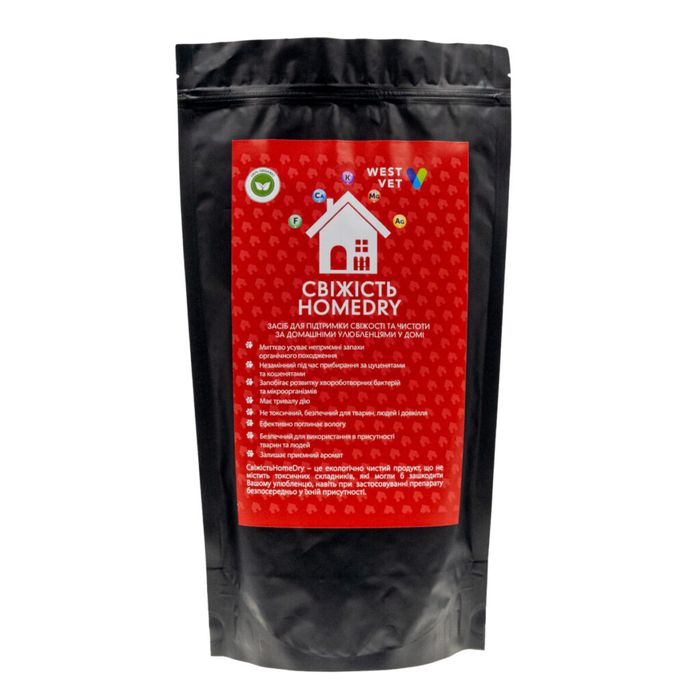 WEST
VET
K
CA
MG
F
AG
СВІЖІСТЬ
HOMEDRY
ЗАСІБ ДЛЯ ПІДТРИМКИ СВІЖОСТІ ТА ЧИСТОТИ
ЗА ДОМАШНІМИ УЛЮБЛЕНЦЯМИ У ДОМІ
Миттєво усуває неприємні запахи
органічного походження
Незамінний під час прибирання за цуценятами
та кошенятами
Запобігає розвитку хвороботворних бактерій
та мікроорганізмів
Має тривалу дію
Не токсичний, безпечний для тварин, людей і довкілля
Ефективно поглинає вологу
Безпечний для використання в присутності
тварин та людей
Залишає приємний аромат
СвіжістьHomeDry – це екологічно чистий продукт, що не
містить токсичних складників, які могли б зашкодити
Вашому улюбленцю, навіть при застосовуванні препарату
безпосередньо у їхній присутності.